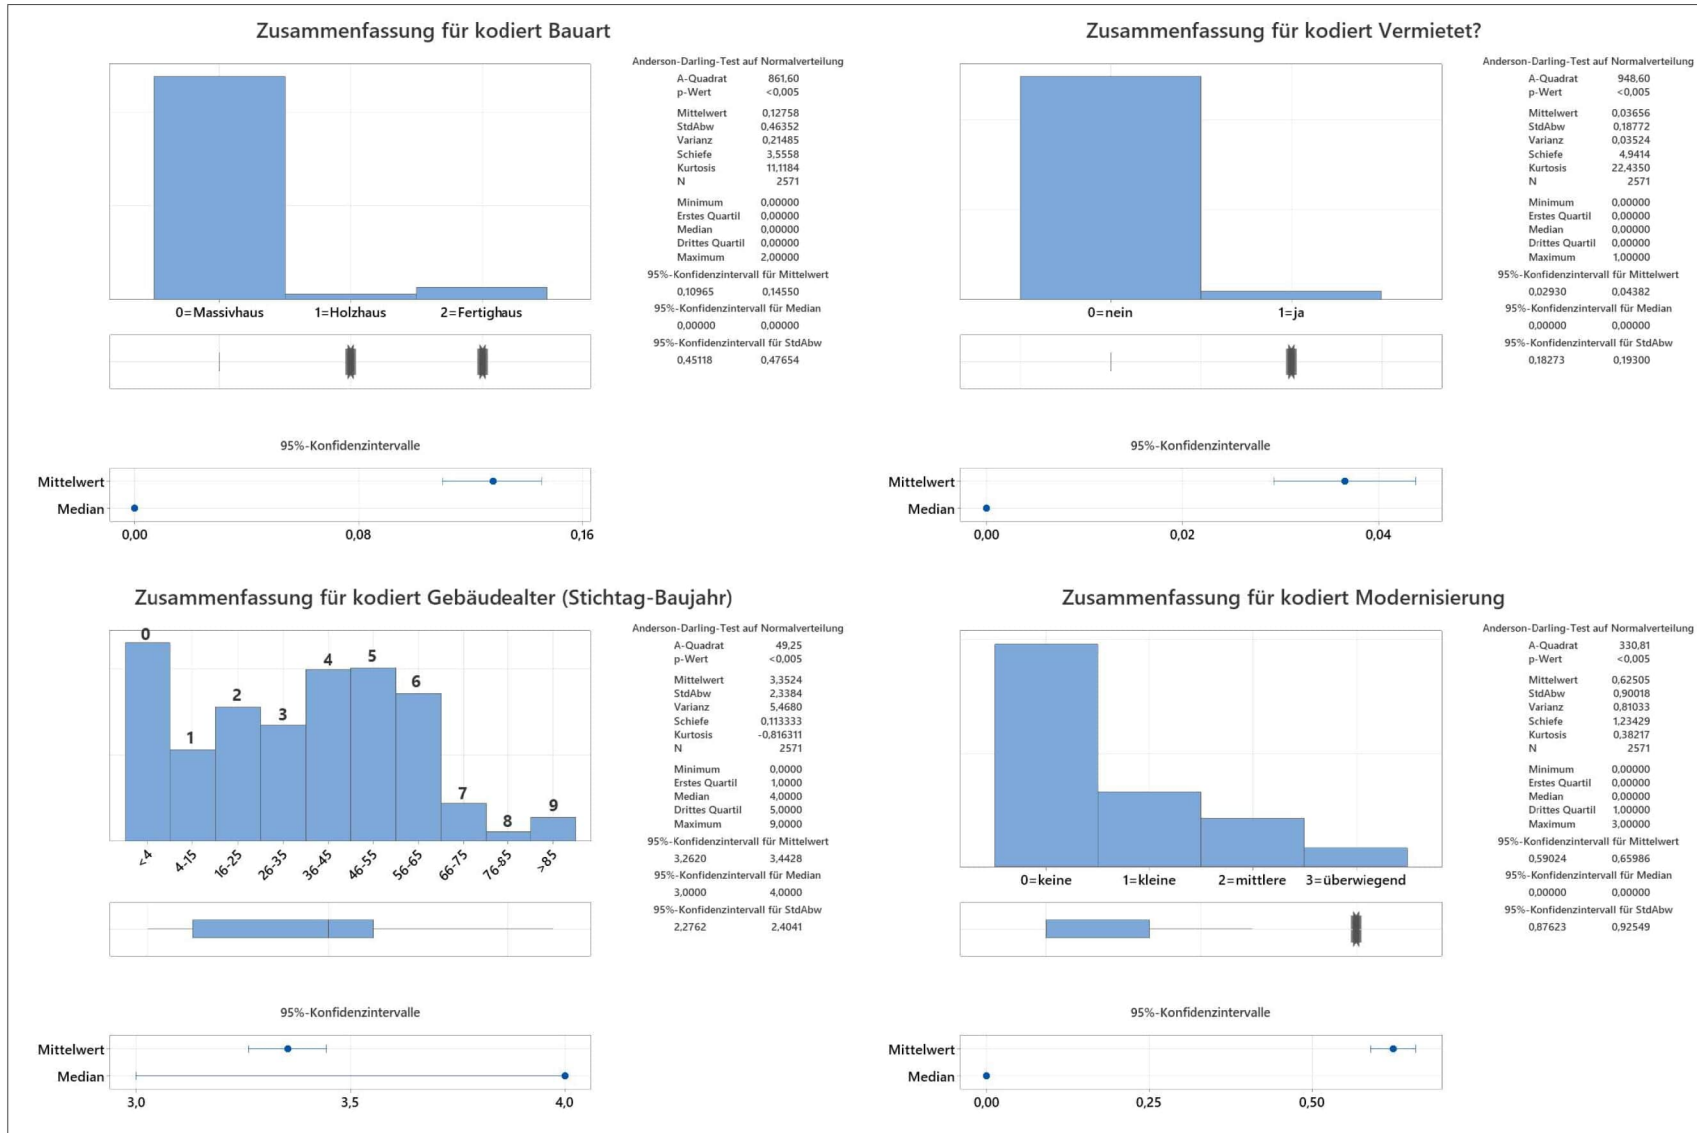 Zusammenfassung für kodiert Bauart
Anderson-Darling-Test auf Normalverteilung
A-Quadrat 861,60
p-Wert <0,005
Mittelwert 0,12758
StdAbw 0,46352
Varianz 0,21485
Schiefe 3,5558
Kurtosis 11,1184
N 2571
Minimum 0,00000
Erstes Quartil 0,00000
Median 0,00000
Drittes Quartil 0,00000
Maximum 2,00000
95%-Konfidenzintervall für Mittelwert
0,10965 0,14550
95%-Konfidenzintervall für Median
0,00000 0,00000
95%-Konfidenzintervall für StdAbw
0,45118 0,47654
0=Massivhaus 1=Holzhaus 2=Fertighaus
95%-Konfidenzintervalle
Mittelwert
Median
0,00 0,08 0,16
Zusammenfassung für kodiert Vermietet?
Anderson-Darling-Test auf Normalverteilung
A-Quadrat 948,60
p-Wert <0,005
Mittelwert 0,03656
StdAbw 0,18772
Varianz 0,03524
Schiefe 4,9414
Kurtosis 22,4350
N 2571
Minimum 0,00000
Erstes Quartil 0,00000
Median 0,00000
Drittes Quartil 0,00000
Maximum 1,00000
95%-Konfidenzintervall für Mittelwert
0,02930 0,04382
95%-Konfidenzintervall für Median
0,00000 0,00000
95%-Konfidenzintervall für StdAbw
0,18273 0,19300
0=nein 1=ja
95%-Konfidenzintervalle
Mittelwert
Median
0,00 0,02 0,04
Zusammenfassung für kodiert Gebäudealter (Stichtag-Baujahr)
0 1 2 3 4 5 6 7 8 9
<4 4-15 16-25 26-35 36-45 46-55 56-65 66-75 76-85 >85
Anderson-Darling-Test auf Normalverteilung
A-Quadrat 49,25
p-Wert <0,005
Mittelwert 3,3524
StdAbw 2,3384
Varianz 5,4680
Schiefe 0,113333
Kurtosis -0,816311
N 2571
Minimum 0,0000
Erstes Quartil 1,0000
Median 4,0000
Drittes Quartil 5,0000
Maximum 9,0000
95%-Konfidenzintervall für Mittelwert
3,2620 3,4428
95%-Konfidenzintervall für Median
3,0000 4,0000
95%-Konfidenzintervall für StdAbw
2,2762 2,4041
95%-Konfidenzintervalle
Mittelwert
Median
3,0 3,5 4,0
Zusammenfassung für kodiert Modernisierung
Anderson-Darling-Test auf Normalverteilung
A-Quadrat 330,81
p-Wert <0,005
Mittelwert 0,62505
StdAbw 0,90018
Varianz 0,81033
Schiefe 1,23429
Kurtosis 0,38217
N 2571
Minimum 0,00000
Erstes Quartil 0,00000
Median 0,00000
Drittes Quartil 1,00000
Maximum 3,00000
95%-Konfidenzintervall für Mittelwert
0,59024 0,65986
95%-Konfidenzintervall für Median
0,00000 0,00000
95%-Konfidenzintervall für StdAbw
0,87623 0,92549
0=keine 1=kleine 2=mittlere 3=überwiegend
95%-Konfidenzintervalle
Mittelwert
Median
0,00 0,25 0,50